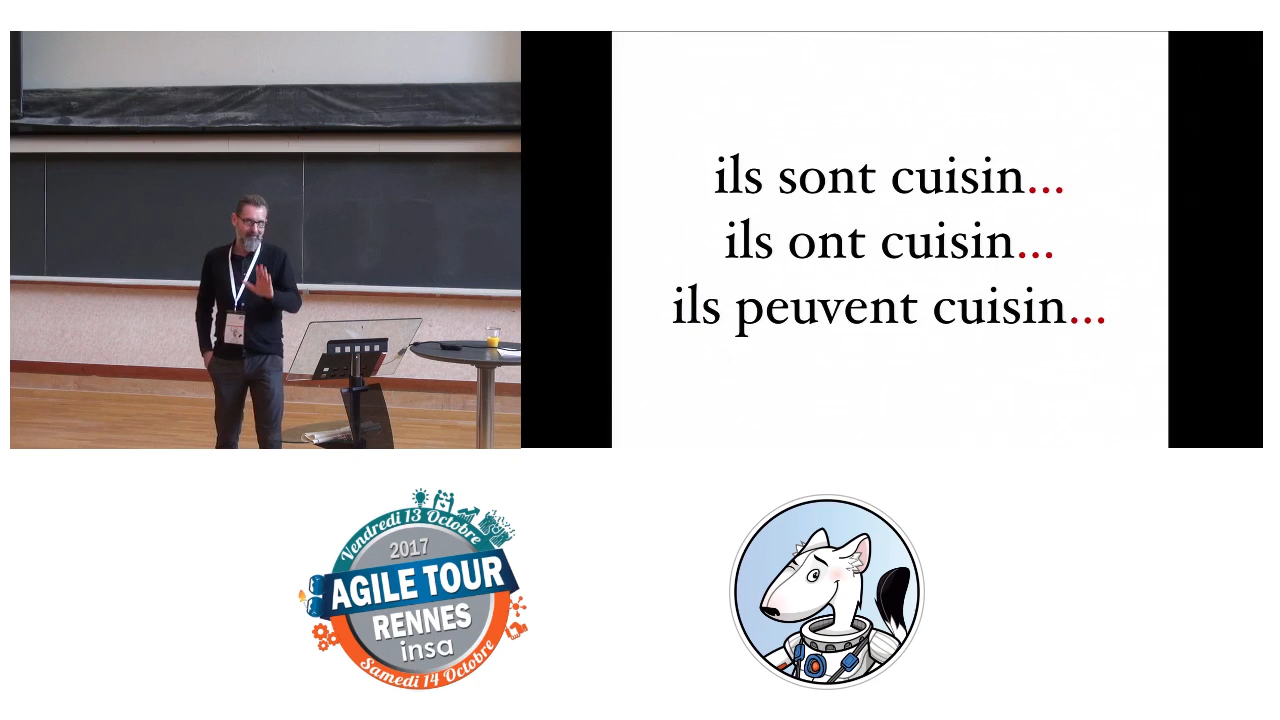 ils sont cuisin...
ils ont cuisin...
ils peuvent cuisin...
Vendredi 13 Octobre
2017
AGILE TOUR
RENNES
insa
Samedi 14 Octobre